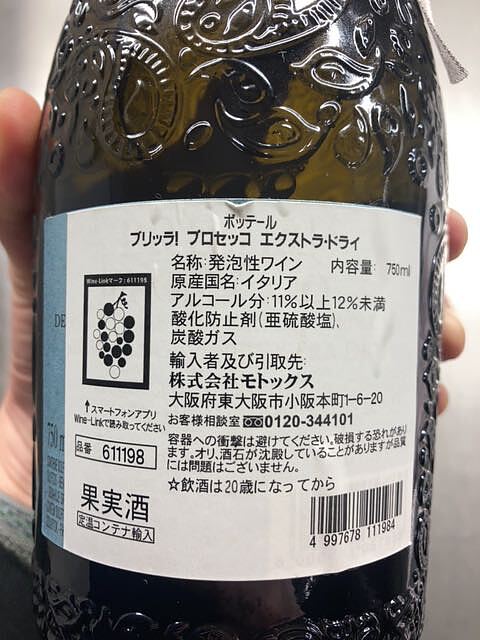 ボッテール
ブリッラ! プロセッコ エクストラ・ドライ
名称:発泡性ワイン 内容量: 750ml
原産国名:イタリア
アルコール分:11%以上12%未満
酸化防止剤(亜硫酸塩)、
炭酸ガス
輸入者及び引取先:
株式会社モトックス
大阪府東大阪市小阪本町1-6-20
お客様相談室 0120-344101
容器への衝撃は避けてください。破損する恐れがあり
ます。オリ、酒石が沈殿していることがありますが品質
には問題はございません。
☆飲酒は20歳になってから
Wine-Linkマーク:611198
↑スマートフォンアプリ
Wine-Linkで読み取ってください
品番 611198
果実酒
定温コンテナ輸入
4 997678 111984
DE
750 m